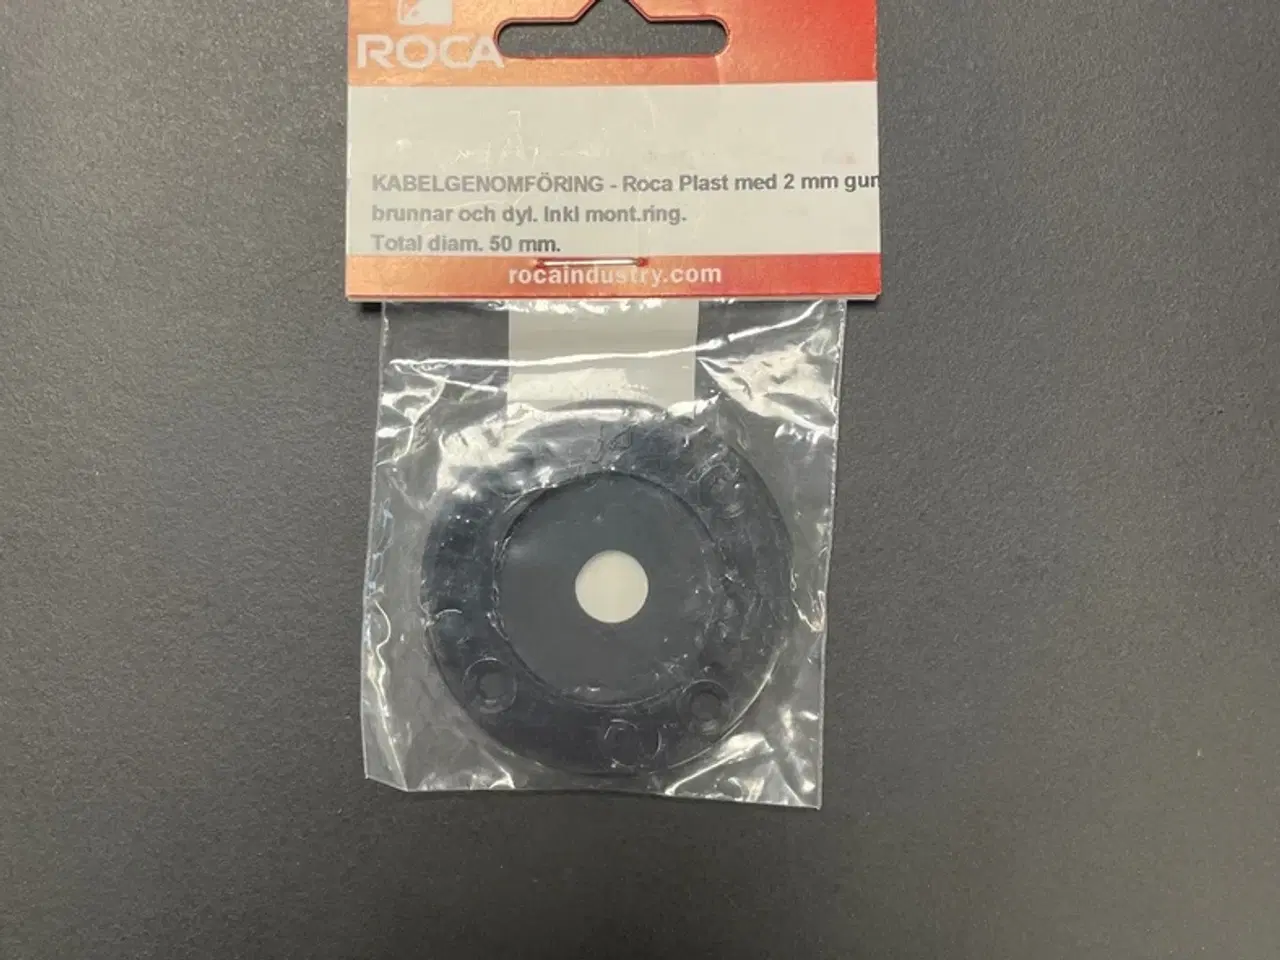 ROCA
KABELGENOMFÖRING - Roca Plast med 2 mm gun
brunnar och dyl. Inkl mont.ring.
Total diam. 50 mm.
rocaindustry.com